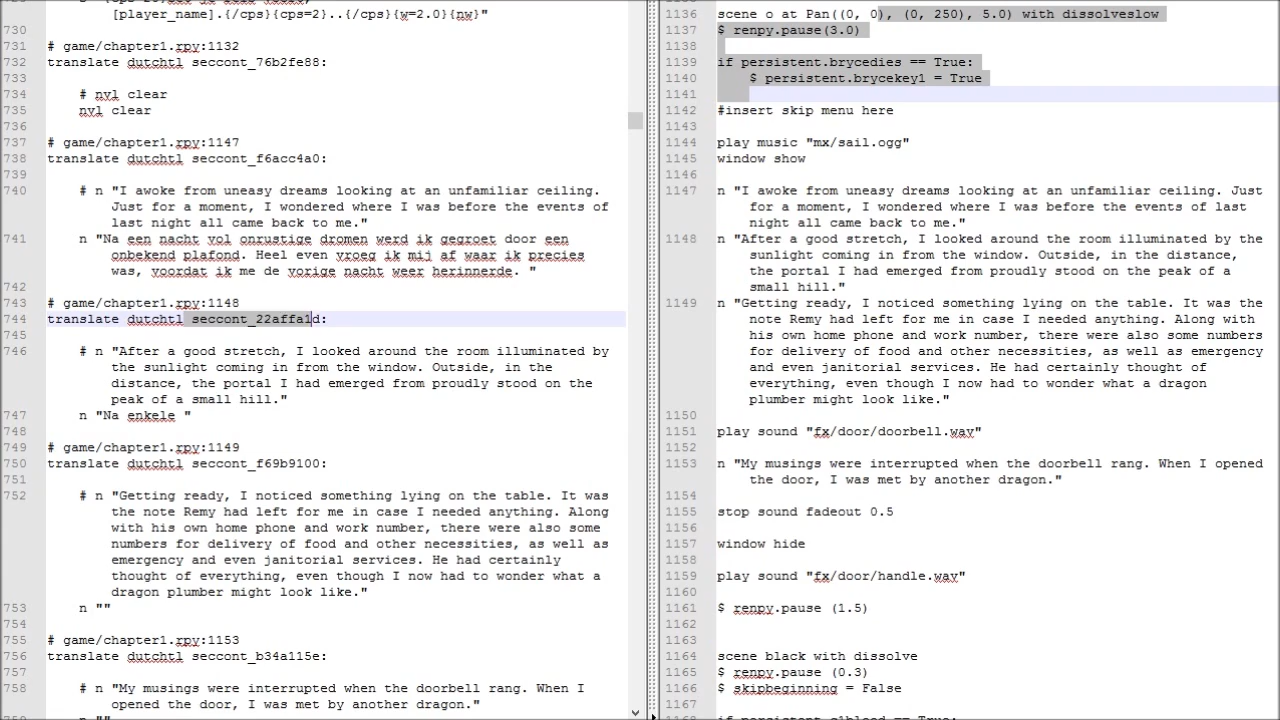 [player_name].{/cps}{cps=2}..{/cps}{w=2.0}{nw}"
730
731 # game/chapter1.rpy:1132
732 translate dutchtl seccont_76b2fe88:
733
734 # nvl clear
735 nvl clear
736
737 # game/chapter1.rpy:1147
738 translate dutchtl seccont_f6acc4a0:
739
740 # n "I awoke from uneasy dreams looking at an unfamiliar ceiling.
Just for a moment, I wondered where I was before the events of
last night all came back to me."
741 n "Na een nacht vol onrustige dromen werd ik gegroet door een
onbekend plafond. Heel even vroeg ik mij af waar ik precies
was, voordat ik me de vorige nacht weer herinnerde. "
742
743 # game/chapter1.rpy:1148
744 translate dutchtl seccont_22affa1d:
745
746 # n "After a good stretch, I looked around the room illuminated by
the sunlight coming in from the window. Outside, in the
distance, the portal I had emerged from proudly stood on the
peak of a small hill."
747 n "Na enkele "
748
749 # game/chapter1.rpy:1149
750 translate dutchtl seccont_f69b9100:
751
752 # n "Getting ready, I noticed something lying on the table. It was
the note Remy had left for me in case I needed anything. Along
with his own home phone and work number, there were also some
numbers for delivery of food and other necessities, as well as
emergency and even janitorial services. He had certainly
thought of everything, even though I now had to wonder what a
dragon plumber might look like."
753 n ""
754
755 # game/chapter1.rpy:1153
756 translate dutchtl seccont_b34a115e:
757
758 # n "My musings were interrupted when the doorbell rang. When I
opened the door, I was met by another dragon."
1136 scene o at Pan((0, 0), (0, 250), 5.0) with dissolveslow
1137 $ renpy.pause(3.0)
1138
1139 if persistent.brycedies == True:
1140 $ persistent.brycekey1 = True
1141
1142 #insert skip menu here
1143
1144 play music "mx/sail.ogg"
1145 window show
1146
1147 n "I awoke from uneasy dreams looking at an unfamiliar ceiling. Just
for a moment, I wondered where I was before the events of last
night all came back to me."
1148 n "After a good stretch, I looked around the room illuminated by the
sunlight coming in from the window. Outside, in the distance,
the portal I had emerged from proudly stood on the peak of a
small hill."
1149 n "Getting ready, I noticed something lying on the table. It was the
note Remy had left for me in case I needed anything. Along with
his own home phone and work number, there were also some numbers
for delivery of food and other necessities, as well as emergency
and even janitorial services. He had certainly thought of
everything, even though I now had to wonder what a dragon
plumber might look like."
1150
1151 play sound "fx/door/doorbell.wav"
1152
1153 n "My musings were interrupted when the doorbell rang. When I opened
the door, I was met by another dragon."
1154
1155 stop sound fadeout 0.5
1156
1157 window hide
1158
1159 play sound "fx/door/handle.wav"
1160
1161 $ renpy.pause (1.5)
1162
1163
1164 scene black with dissolve
1165 $ renpy.pause (0.3)
1166 $ skipbeginning = False
1167